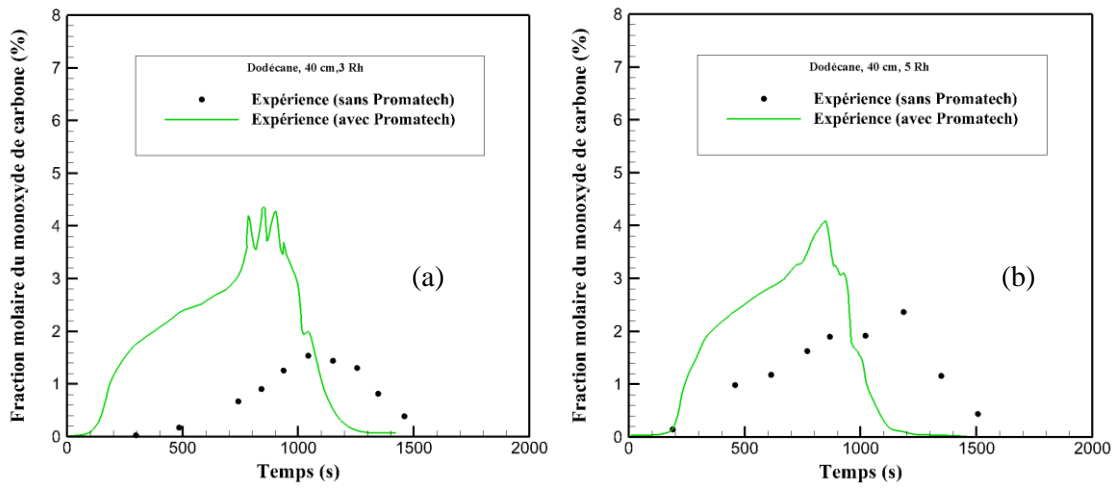 Fraction molaire du monoxyde de carbone (%)
8
7
6
5
4
3
2
1
0
Dodécane, 40 cm,3 Rh
Expérience (sans Promatech)
Expérience (avec Promatech)
(a)
0 500 1000 1500 2000
Temps (s)
Fraction molaire du monoxyde de carbone (%)
8
7
6
5
4
3
2
1
0
Dodécane, 40 cm, 5 Rh
Expérience (sans Promatech)
Expérience (avec Promatech)
(b)
0 500 1000 1500 2000
Temps (s)